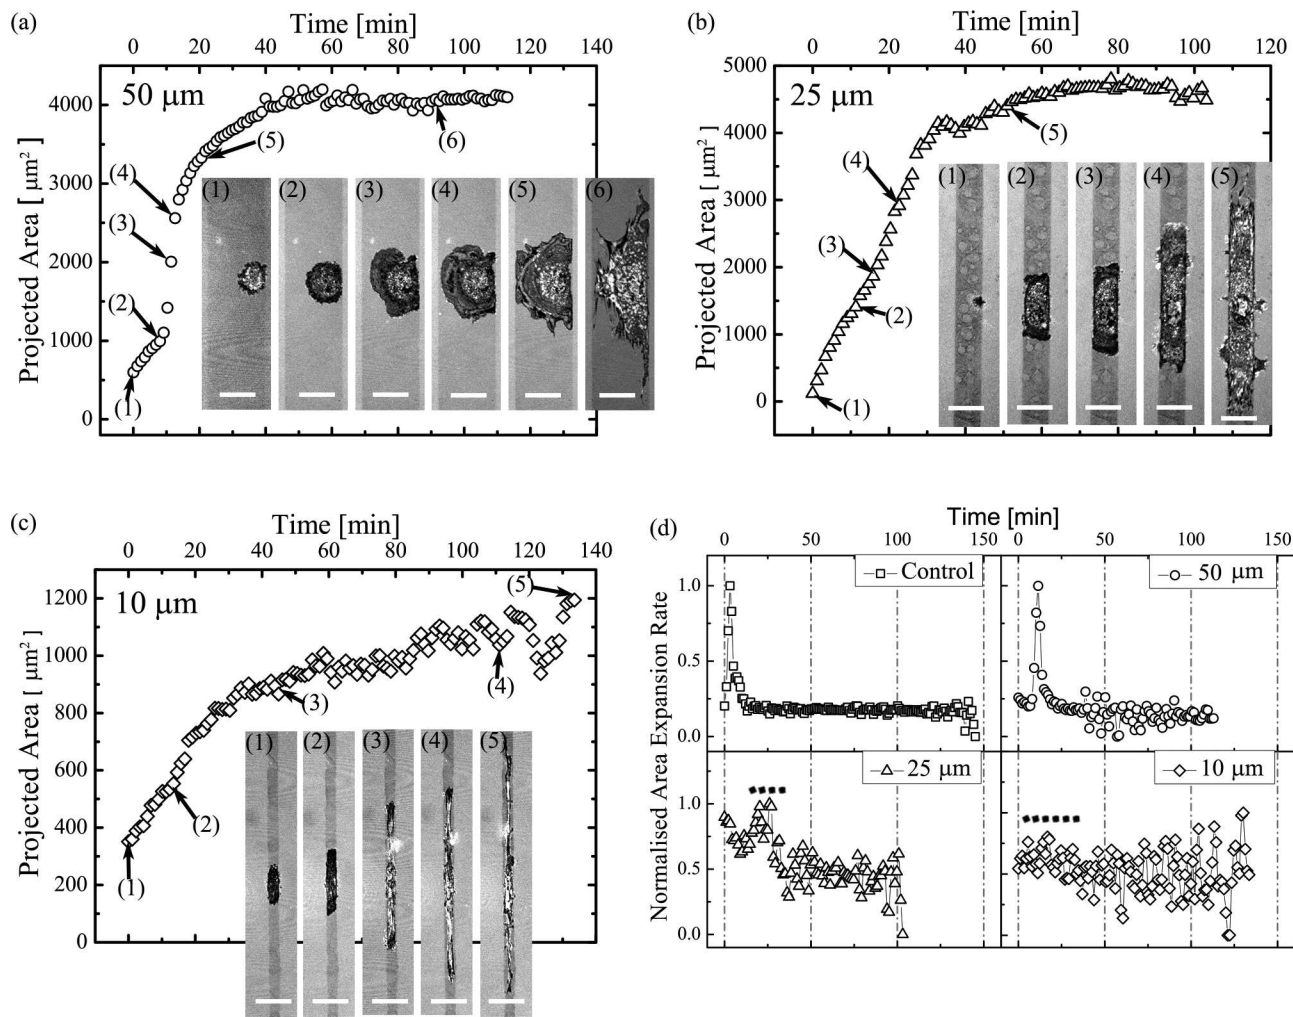 (a)
Time [min]
0 20 40 60 80 100 120 140
50 μm
Projected Area [ μm²]
4000
3000
2000
1000
0
(1)
(2)
(3)
(4)
(5)
(6)
(1) (2) (3) (4) (5) 6)
(b)
Time [min]
0 20 40 60 80 100 120
25 μm
Projected Area [ μm²]
5000
4000
3000
2000
1000
0
(1)
(2)
(3)
(4)
(5)
(1) (2) (3) (4) (5)
(c)
Time [min]
0 20 40 60 80 100 120 140
10 μm
Projected Area [ μm²]
1200
1000
800
600
400
200
0
(1)
(2)
(3)
(4)
(5)
(1) (2) (3) (4) (5)
(d)
Time [min]
0 50 100 150 0 50 100 150
Normalised Area Expansion Rate
1.0
0.5
0.0
1.0
0.5
0.0
Control
50 μm
25 μm
10 μm